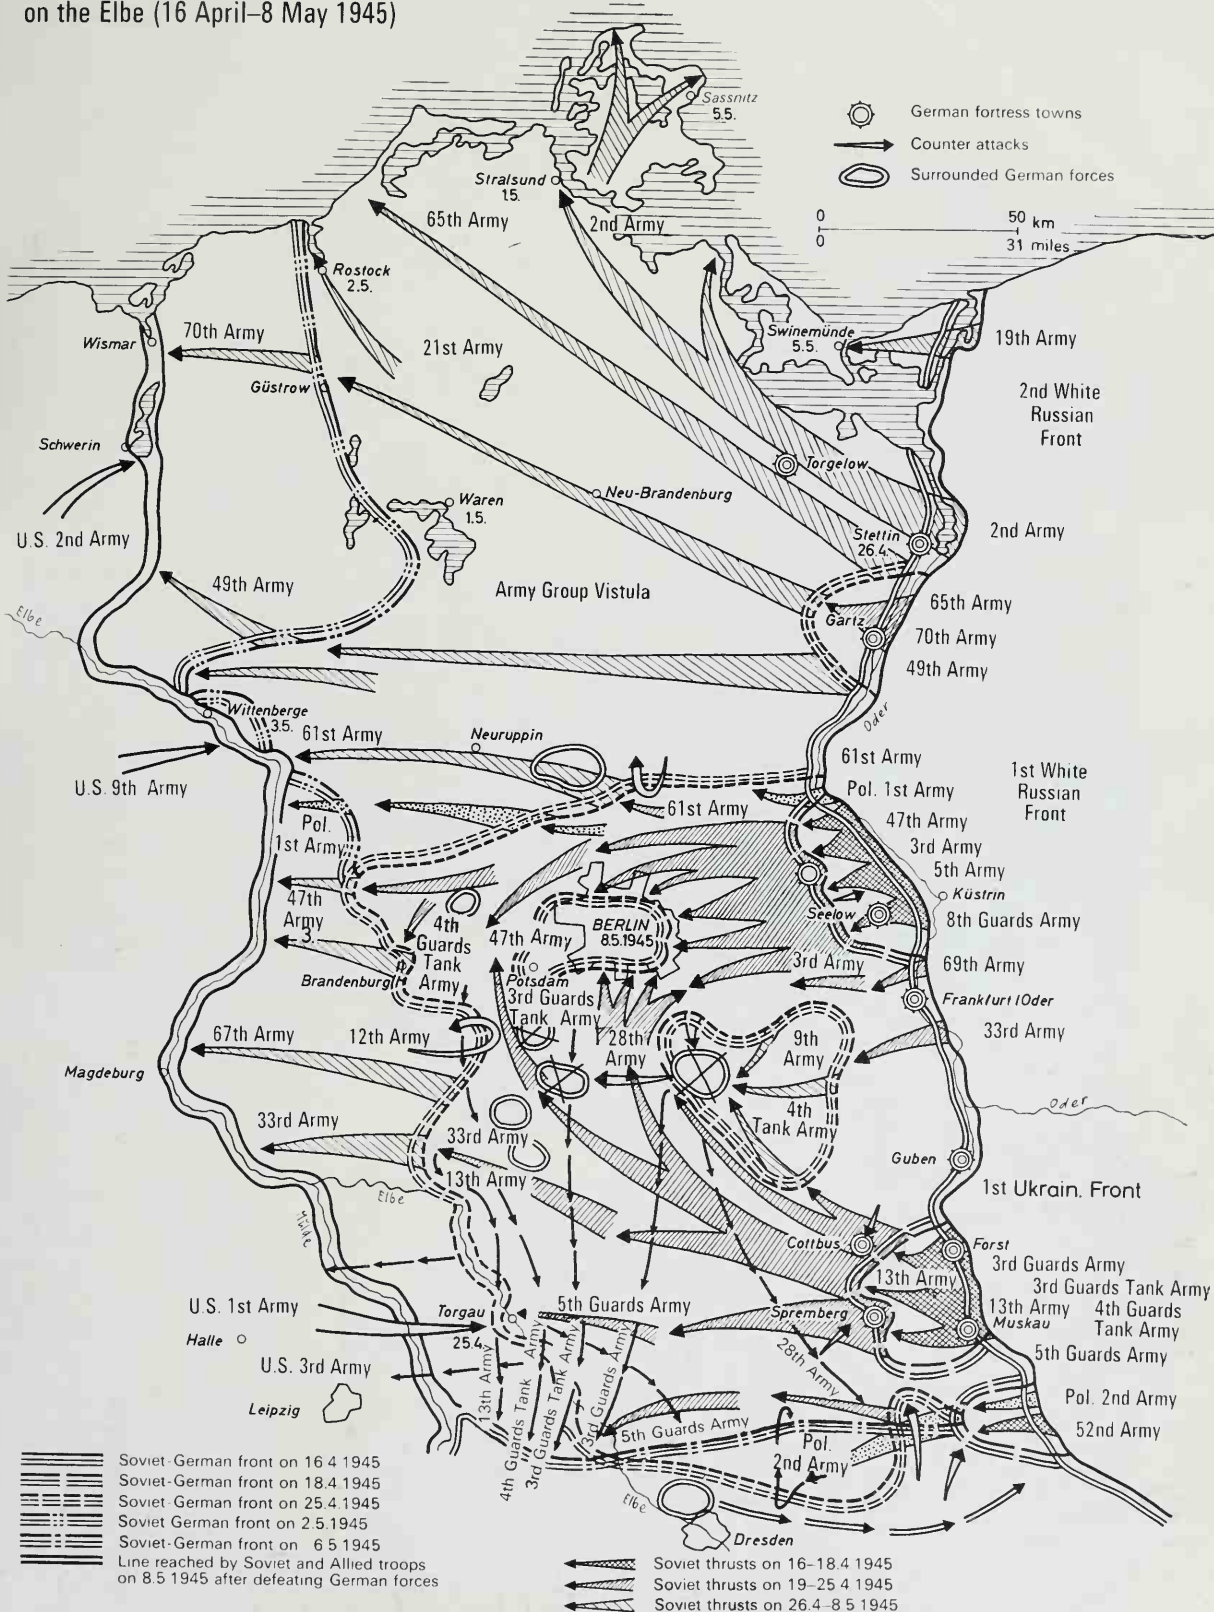 on the Elbe (16 April–8 May 1945)
Sassnitz
5.5.
German fortress towns
Counter attacks
Surrounded German forces
0 50 km
0 31 miles
Stralsund
1.5.
65th Army
2nd Army
Rostock
2.5.
Wismar
70th Army
21st Army
Swinemünde
5.5.
19th Army
Güstrow
2nd White
Russian
Front
Schwerin
Torgelow
Waren
1.5.
Neu-Brandenburg
U.S. 2nd Army
Stettin
26.4.
2nd Army
49th Army
Army Group Vistula
65th Army
Elbe
Gartz
70th Army
49th Army
Oder
Wittenberge
3.5.
61st Army
Neuruppin
61st Army
1st White
Russian
Front
U.S. 9th Army
Pol. 1st Army
61st Army
Pol.
1st Army
47th Army
3rd Army
5th Army
Küstrin
47th
Army
3.
4th
Guards
Tank
Army
47th Army
BERLIN
8.5.1945
Seelow
8th Guards Army
3rd Army
69th Army
Brandenburg
Potsdam
3rd Guards
Tank Army
Frankfurt/Oder
67th Army
12th Army
28th
Army
9th
Army
33rd Army
Magdeburg
4th
Tank Army
Oder
33rd Army
33rd Army
13th Army
Guben
Elbe
1st Ukrain. Front
Mulde
Cottbus
Forst
3rd Guards Army
13th Army
3rd Guards Tank Army
U.S. 1st Army
Torgau
25.4.
5th Guards Army
Spremberg
13th Army
4th Guards
Tank Army
Muskau
Halle
U.S. 3rd Army
28th Army
5th Guards Army
Leipzig
13th Army
4th Guards Tank Army
3rd Guards Tank Army
3rd Guards Army
5th Guards Army
Pol. 2nd Army
52nd Army
Pol.
2nd Army
Elbe
Dresden
Soviet-German front on 16 4 1945
Soviet-German front on 18.4.1945
Soviet-German front on 25.4.1945
Soviet German front on 2.5.1945
Soviet-German front on 6 5 1945
Line reached by Soviet and Allied troops
on 8.5 1945 after defeating German forces
Soviet thrusts on 16–18.4 1945
Soviet thrusts on 19–25 4 1945
Soviet thrusts on 26.4–8 5 1945